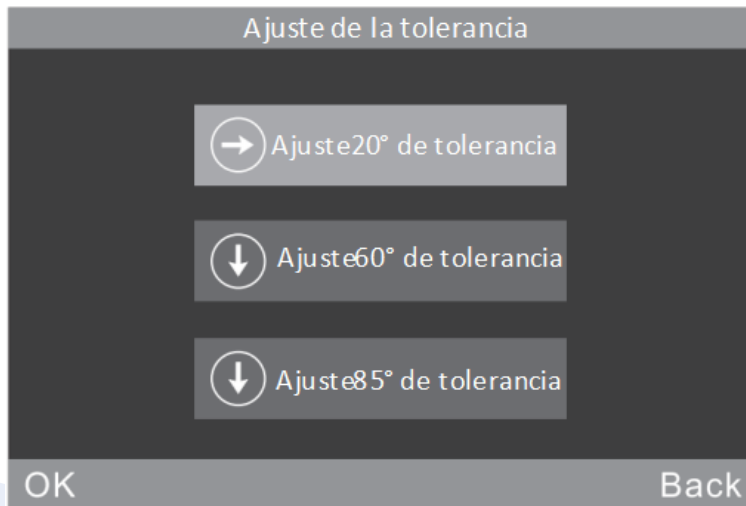 Ajuste de la tolerancia
Ajuste20° de tolerancia
Ajuste60° de tolerancia
Ajuste85° de tolerancia
OK Back